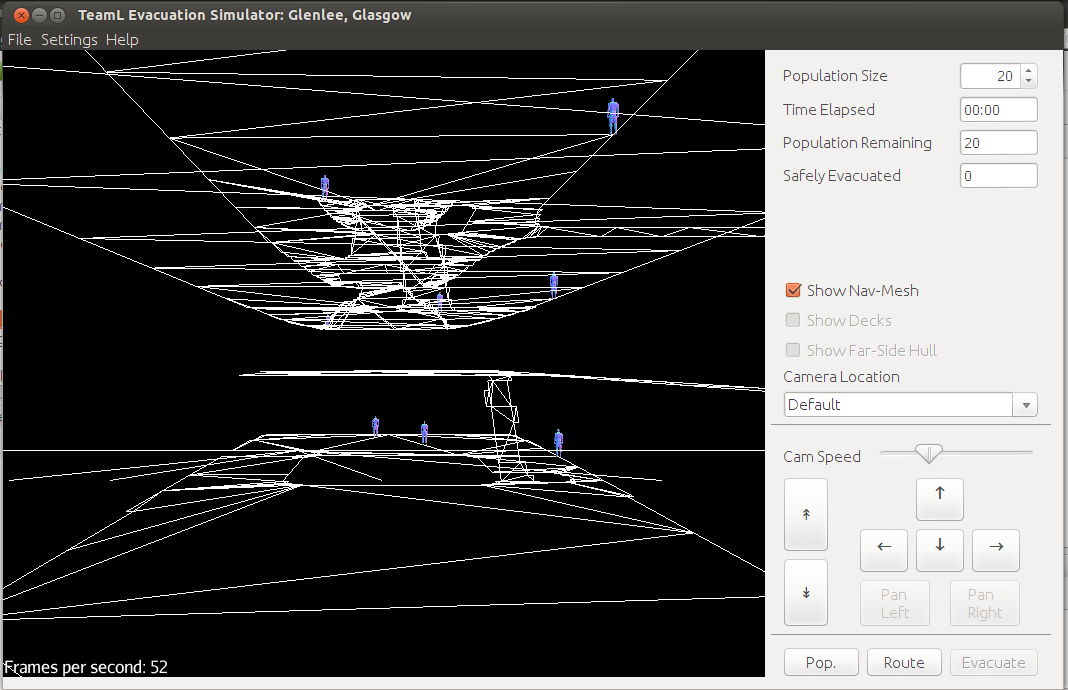 TeamL Evacuation Simulator: Glenlee, Glasgow
File Settings Help
Population Size 20
Time Elapsed 00:00
Population Remaining 20
Safely Evacuated 0
Show Nav-Mesh
Show Decks
Show Far-Side Hull
Camera Location
Default
Cam Speed
Pan Left
Pan Right
Frames per second: 52
Pop. Route Evacuate